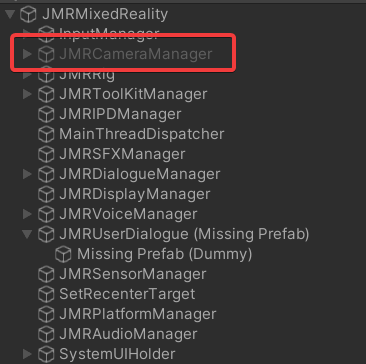 JMRMixedReality
InputManager
JMRCameraManager
JMRRig
JMRToolKitManager
JMRIPDManager
MainThreadDispatcher
JMRSFXManager
JMRDialogueManager
JMRDisplayManager
JMRVoiceManager
JMRUserDialogue (Missing Prefab)
Missing Prefab (Dummy)
JMRSensorManager
SetRecenterTarget
JMRPlatformManager
JMRAudioManager
SystemUIHolder